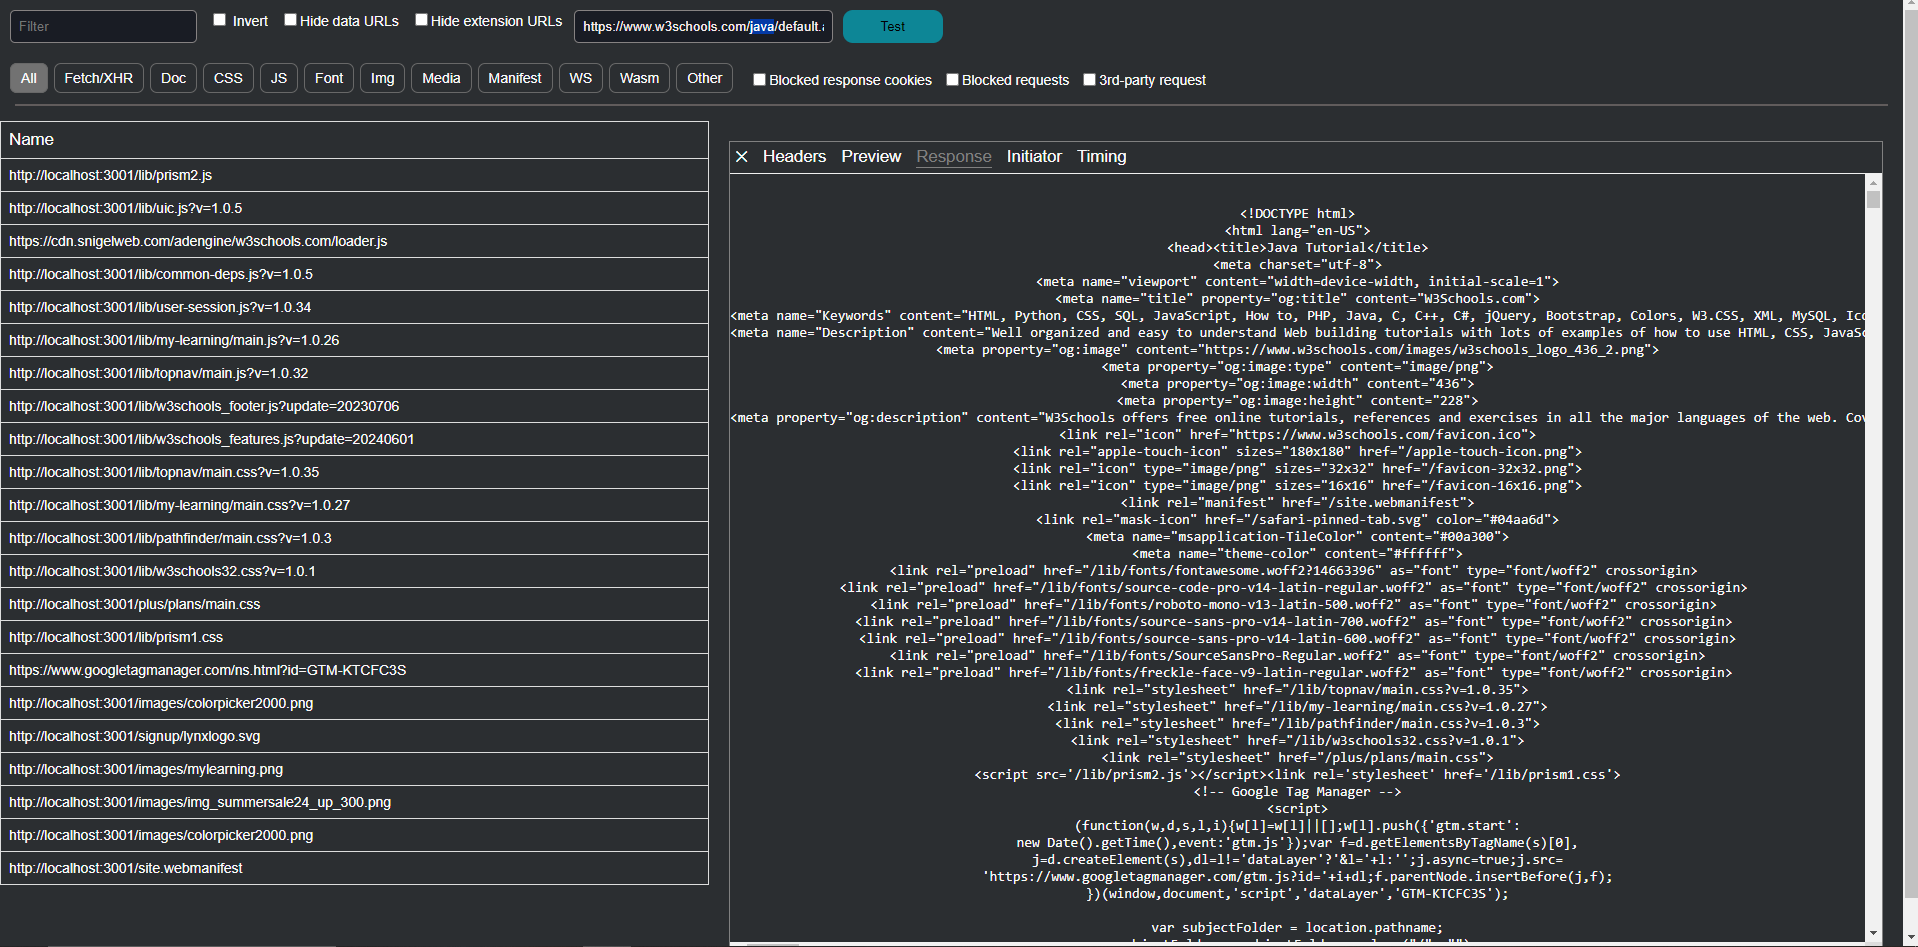 Filter
Invert
Hide data URLs
Hide extension URLs
https://www.w3schools.com/java/default.a
Test
All
Fetch/XHR
Doc
CSS
JS
Font
Img
Media
Manifest
WS
Wasm
Other
Blocked response cookies
Blocked requests
3rd-party request
Name
http://localhost:3001/lib/prism2.js
http://localhost:3001/lib/uic.js?v=1.0.5
https://cdn.snigelweb.com/adengine/w3schools.com/loader.js
http://localhost:3001/lib/common-deps.js?v=1.0.5
http://localhost:3001/lib/user-session.js?v=1.0.34
http://localhost:3001/lib/my-learning/main.js?v=1.0.26
http://localhost:3001/lib/topnav/main.js?v=1.0.32
http://localhost:3001/lib/w3schools_footer.js?update=20230706
http://localhost:3001/lib/w3schools_features.js?update=20240601
http://localhost:3001/lib/topnav/main.css?v=1.0.35
http://localhost:3001/lib/my-learning/main.css?v=1.0.27
http://localhost:3001/lib/pathfinder/main.css?v=1.0.3
http://localhost:3001/lib/w3schools32.css?v=1.0.1
http://localhost:3001/plus/plans/main.css
http://localhost:3001/lib/prism1.css
https://www.googletagmanager.com/ns.html?id=GTM-KTCFC3S
http://localhost:3001/images/colorpicker2000.png
http://localhost:3001/signup/lynxlogo.svg
http://localhost:3001/images/mylearning.png
http://localhost:3001/images/img_summersale24_up_300.png
http://localhost:3001/images/colorpicker2000.png
http://localhost:3001/site.webmanifest
Headers Preview Response Initiator Timing
<!DOCTYPE html>
<html lang="en-US">
<head><title>Java Tutorial</title>
<meta charset="utf-8">
<meta name="viewport" content="width=device-width, initial-scale=1">
<meta name="title" property="og:title" content="W3Schools.com">
<meta name="Keywords" content="HTML, Python, CSS, SQL, JavaScript, How to, PHP, Java, C, C++, C#, jQuery, Bootstrap, Colors, W3.CSS, XML, MySQL, Ico
<meta name="Description" content="Well organized and easy to understand Web building tutorials with lots of examples of how to use HTML, CSS, JavaSc
<meta property="og:image" content="https://www.w3schools.com/images/w3schools_logo_436_2.png">
<meta property="og:image:type" content="image/png">
<meta property="og:image:width" content="436">
<meta property="og:image:height" content="228">
<meta property="og:description" content="W3Schools offers free online tutorials, references and exercises in all the major languages of the web. Cov
<link rel="icon" href="https://www.w3schools.com/favicon.ico">
<link rel="apple-touch-icon" sizes="180x180" href="/apple-touch-icon.png">
<link rel="icon" type="image/png" sizes="32x32" href="/favicon-32x32.png">
<link rel="icon" type="image/png" sizes="16x16" href="/favicon-16x16.png">
<link rel="manifest" href="/site.webmanifest">
<link rel="mask-icon" href="/safari-pinned-tab.svg" color="#04aa6d">
<meta name="msapplication-TileColor" content="#00a300">
<meta name="theme-color" content="#ffffff">
<link rel="preload" href="/lib/fonts/fontawesome.woff2?14663396" as="font" type="font/woff2" crossorigin>
<link rel="preload" href="/lib/fonts/source-code-pro-v14-latin-regular.woff2" as="font" type="font/woff2" crossorigin>
<link rel="preload" href="/lib/fonts/roboto-mono-v13-latin-500.woff2" as="font" type="font/woff2" crossorigin>
<link rel="preload" href="/lib/fonts/source-sans-pro-v14-latin-700.woff2" as="font" type="font/woff2" crossorigin>
<link rel="preload" href="/lib/fonts/source-sans-pro-v14-latin-600.woff2" as="font" type="font/woff2" crossorigin>
<link rel="preload" href="/lib/fonts/SourceSansPro-Regular.woff2" as="font" type="font/woff2" crossorigin>
<link rel="preload" href="/lib/fonts/freckle-face-v9-latin-regular.woff2" as="font" type="font/woff2" crossorigin>
<link rel="stylesheet" href="/lib/topnav/main.css?v=1.0.35">
<link rel="stylesheet" href="/lib/my-learning/main.css?v=1.0.27">
<link rel="stylesheet" href="/lib/pathfinder/main.css?v=1.0.3">
<link rel="stylesheet" href="/lib/w3schools32.css?v=1.0.1">
<link rel="stylesheet" href="/plus/plans/main.css">
<script src='/lib/prism2.js'></script><link rel='stylesheet' href='/lib/prism1.css'>
<!-- Google Tag Manager -->
<script>
(function(w,d,s,l,i){w[l]=w[l]||[];w[l].push({'gtm.start':
new Date().getTime(),event:'gtm.js'});var f=d.getElementsByTagName(s)[0],
j=d.createElement(s),dl=l!='dataLayer'?'&l='+l:'';j.async=true;j.src=
'https://www.googletagmanager.com/gtm.js?id='+i+dl;f.parentNode.insertBefore(j,f);
})(window,document,'script','dataLayer','GTM-KTCFC3S');
var subjectFolder = location.pathname;